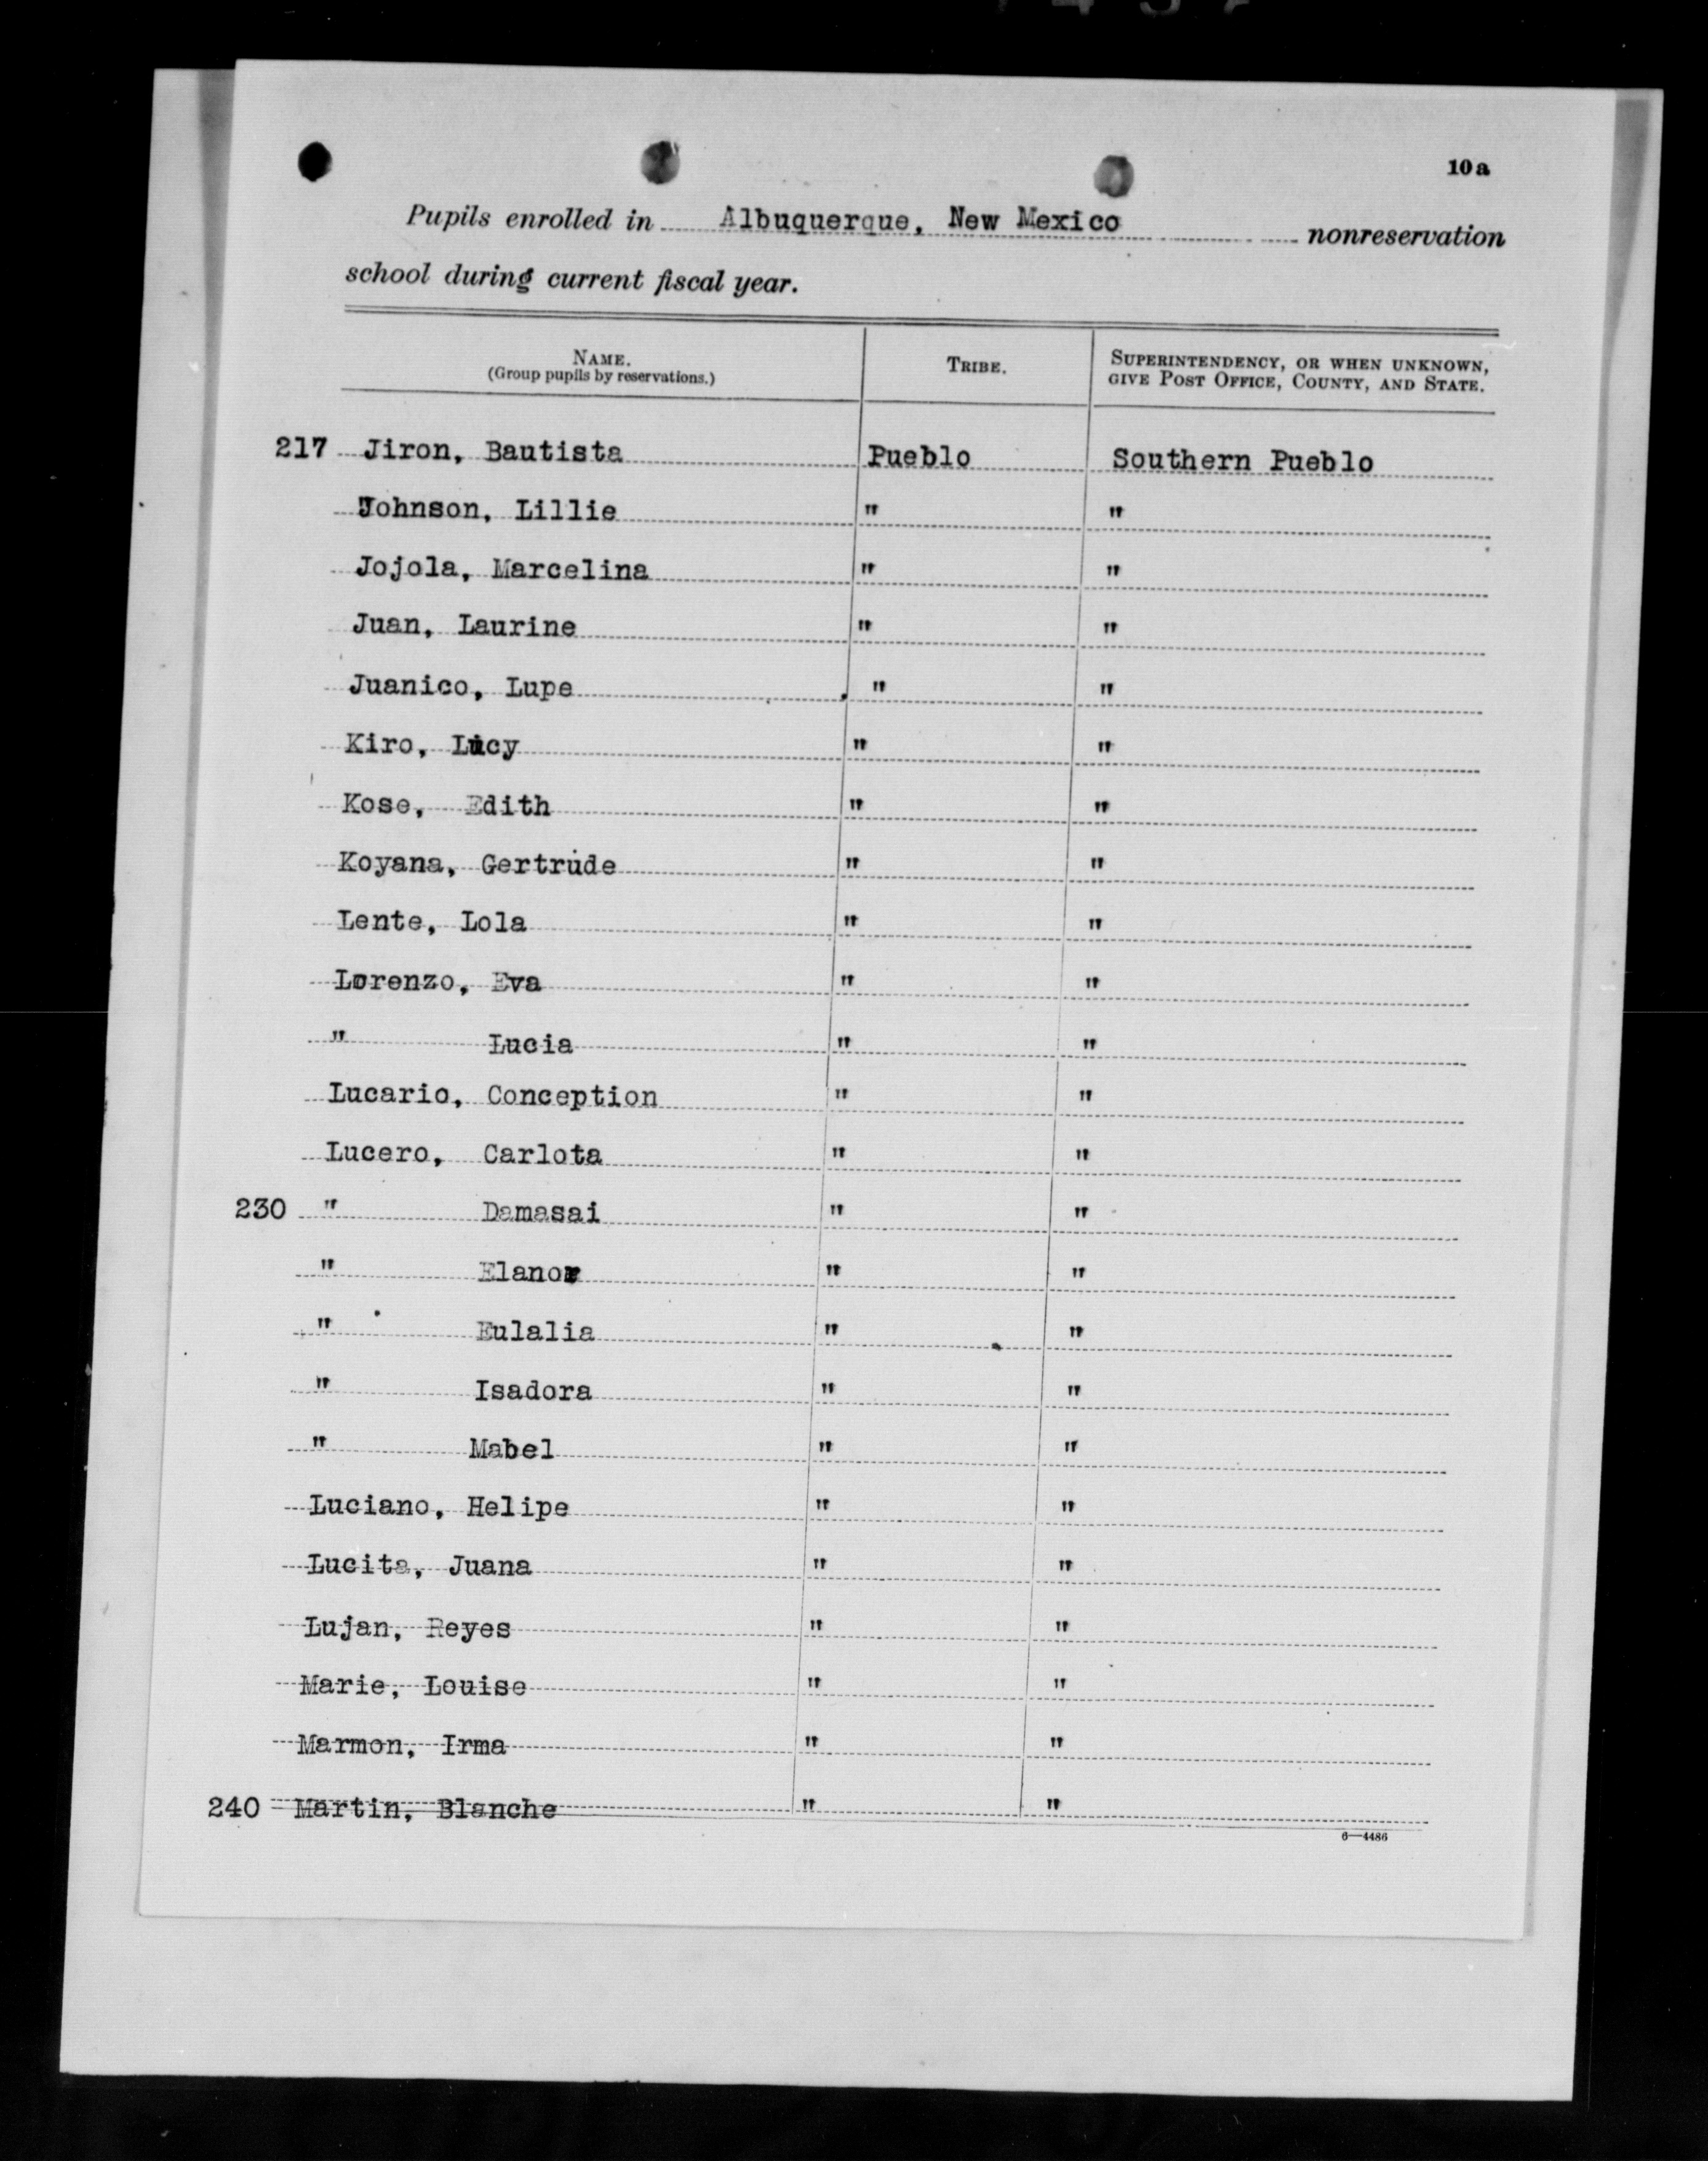 10a
Pupils enrolled in Albuquerque, New Mexico nonreservation
school during current fiscal year.
NAME. TRIBE. SUPERINTENDENCY, OR WHEN UNKNOWN,
(Group pupils by reservations.) GIVE POST OFFICE, COUNTY, AND STATE.
217 Jiron, Bautista Pueblo Southern Pueblo
Johnson, Lillie " "
Jojola, Marcelina " "
Juan, Laurine " "
Juanico, Lupe " "
Kiro, Lucy " "
Kose, Edith " "
Koyana, Gertrude " "
Lente, Lola " "
Lorenzo, Eva " "
" Lucia " "
Lucario, Conception " "
Lucero, Carlota " "
230 " Damasai " "
" Elanor " "
" Eulalia " "
" Isadora " "
" Mabel " "
Luciano, Helipe " "
Lucita, Juana " "
Lujan, Reyes " "
Marie, Louise " "
Marmon, Irma " "
240 Martin, Blanche " "
6—4486